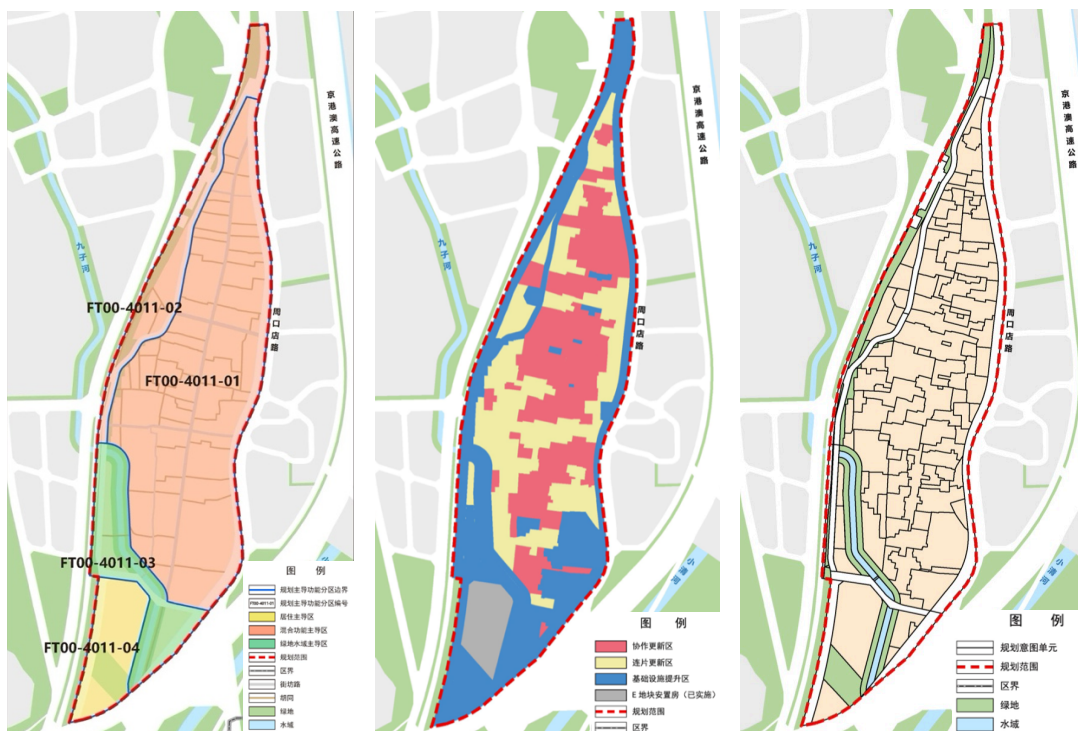 京港澳高速公路
九子河
FT00-4011-02
周口店路
FT00-4011-01
FT00-4011-03
FT00-4011-04
图 例
规划主导功能分区边界
FT00-4011-01
规划主导功能分区编号
居住主导区
混合功能主导区
绿地水域主导区
规划范围
区界
街坊路
胡同
绿地
水域
京港澳高速公路
九子河
周口店路
小清河
图 例
协作更新区
连片更新区
基础设施提升区
E 地块安置房（已实施）
规划范围
区界
京港澳高速公路
九子河
周口店路
小清河
图 例
规划意图单元
规划范围
区界
绿地
水域